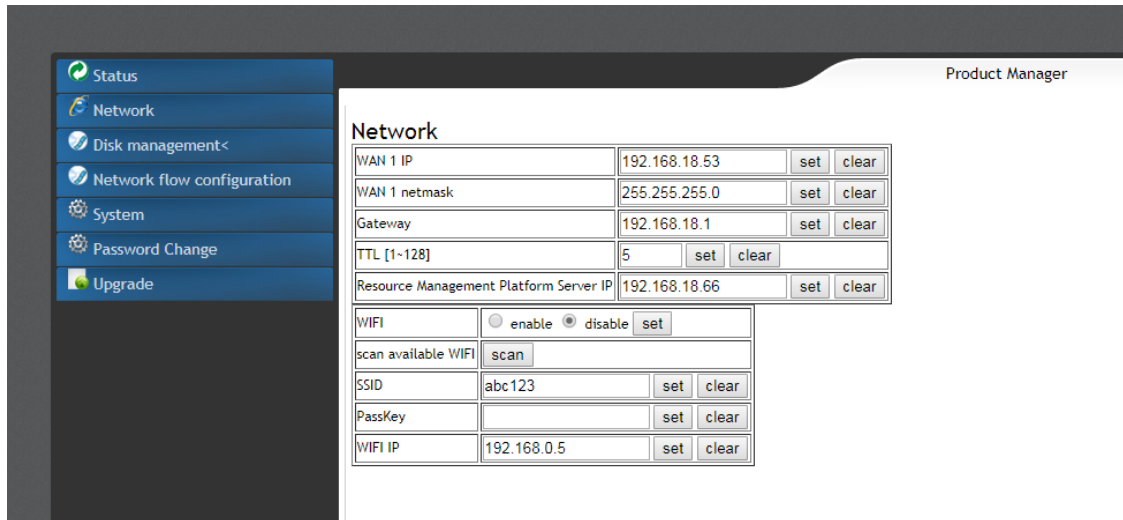 Product Manager
Status
Network
Disk management<
Network flow configuration
System
Password Change
Upgrade
Network
WAN 1 IP 192.168.18.53 set clear
WAN 1 netmask 255.255.255.0 set clear
Gateway 192.168.18.1 set clear
TTL [1~128] 5 set clear
Resource Management Platform Server IP 192.168.18.66 set clear
WIFI enable disable set
scan available WIFI scan
SSID abc123 set clear
PassKey set clear
WIFI IP 192.168.0.5 set clear